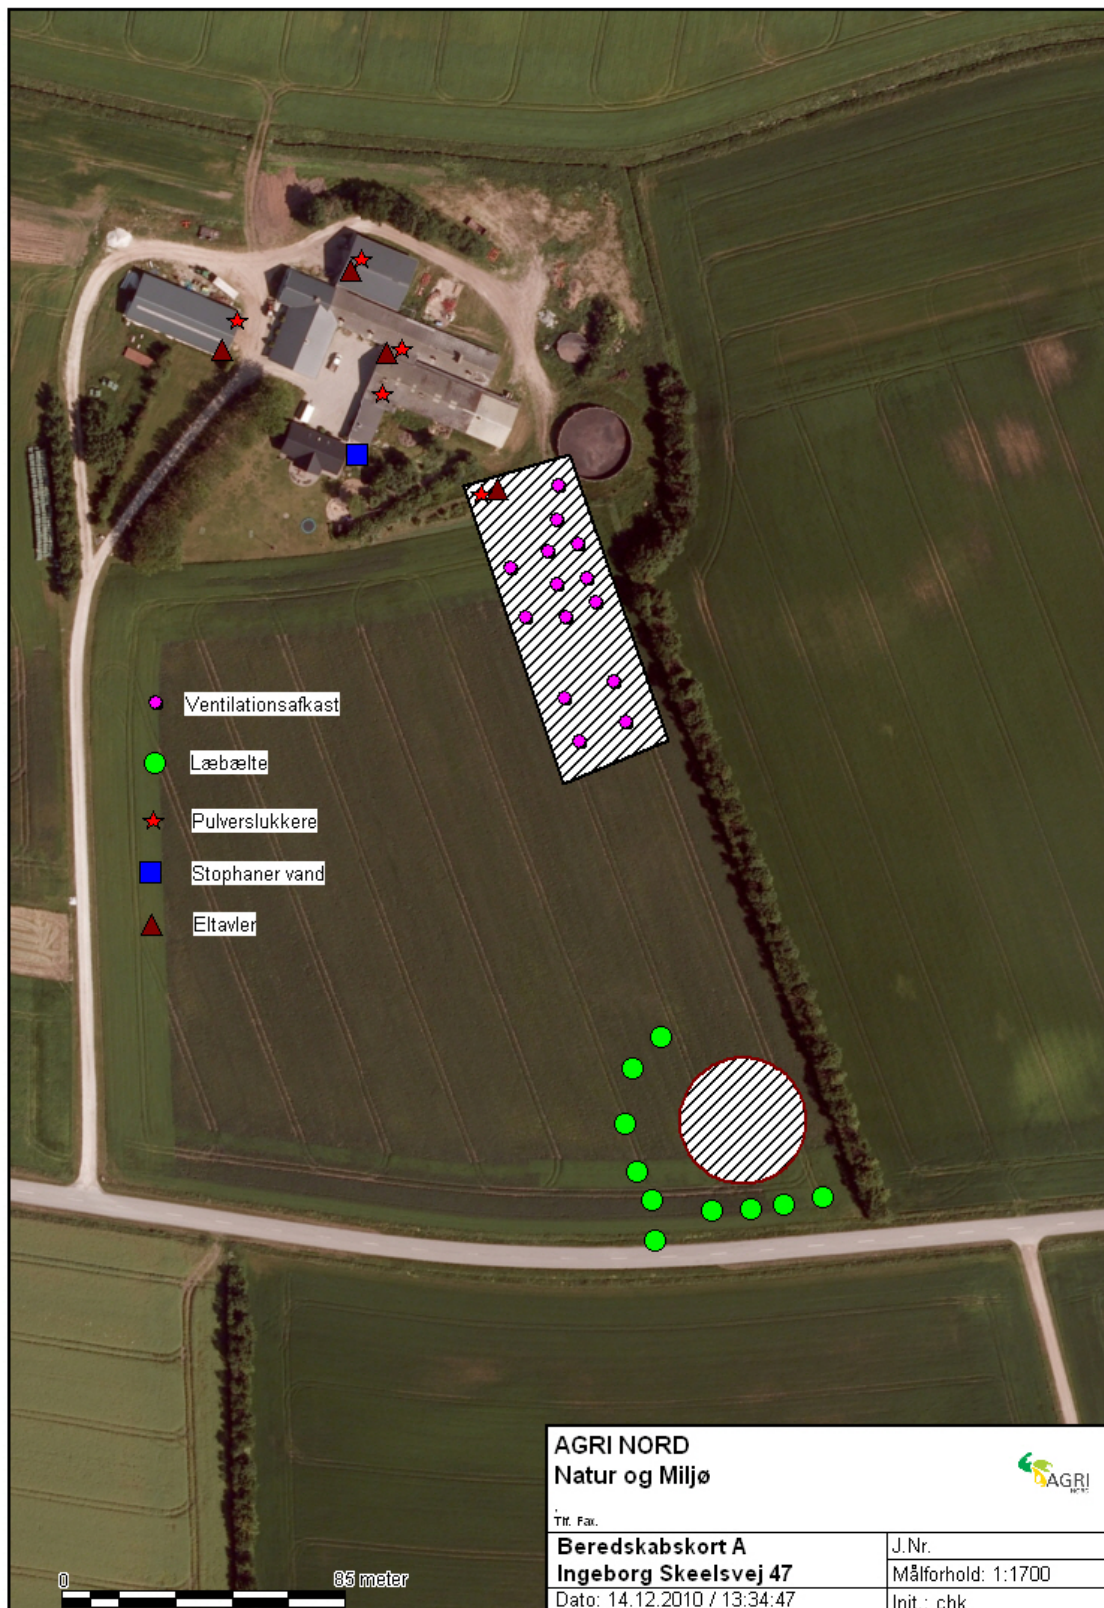 Ventilationsafkast
Læbælte
Pulverslukkere
Stophaner vand
Eltavler
0
85 meter
AGRI NORD
Natur og Miljø
AGRI
NORD
Tlf. Fax.
Beredskabskort A
Ingeborg Skeelsvej 47
Dato: 14.12.2010 / 13:34:47
J.Nr.
Målforhold: 1:1700
Init.: chk